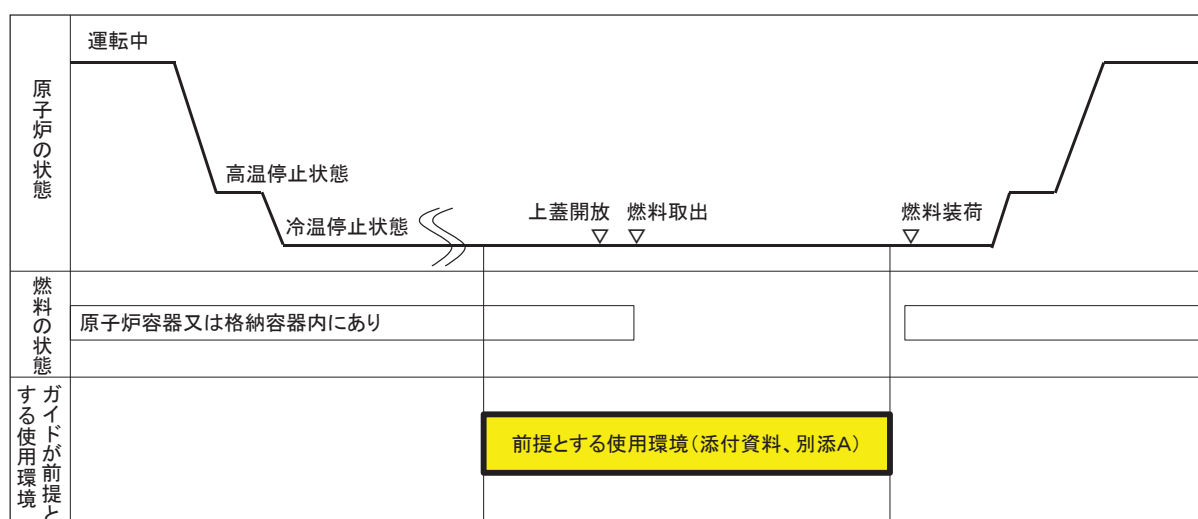 原子炉の状態
運転中
高温停止状態
冷温停止状態
上蓋開放
燃料取出
燃料装荷
▽
▽
▽
燃料の状態
原子炉容器又は格納容器内にあり
ガイドが前提と
する使用環境
前提とする使用環境(添付資料、別添A)